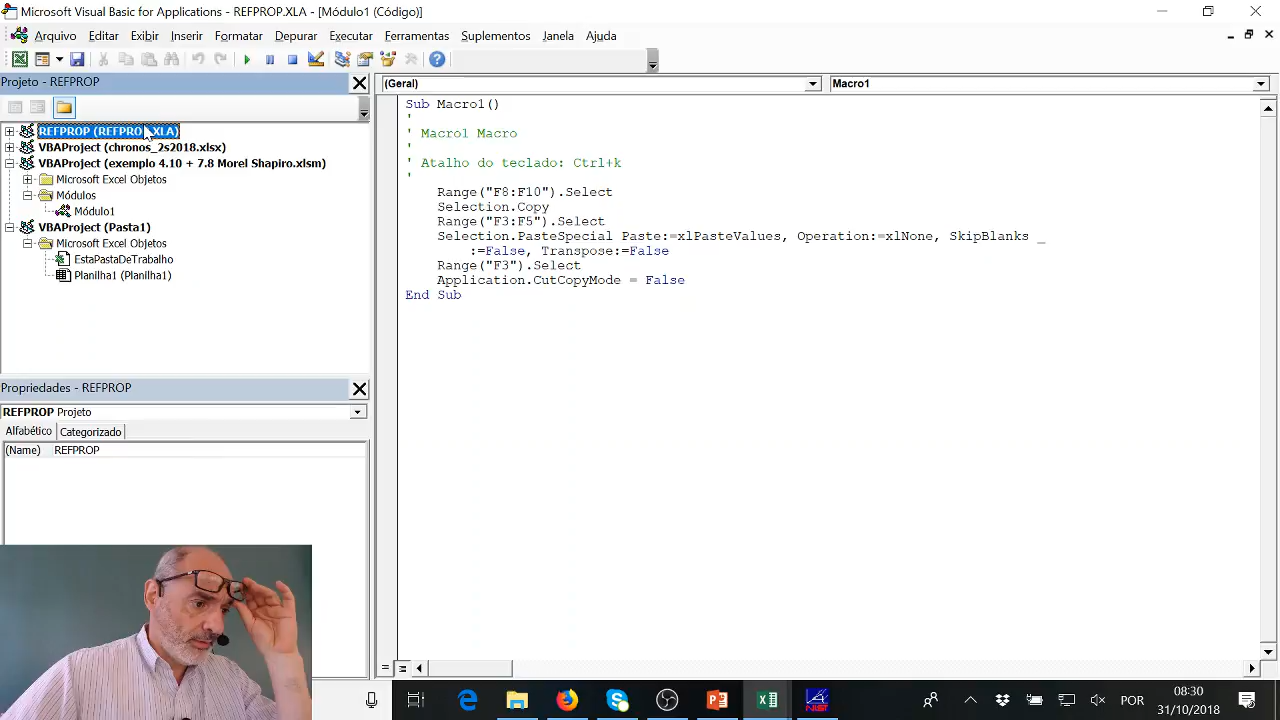 Microsoft Visual Basic for Applications - REFPROP.XLA - [Módulo1 (Código)]
Arquivo Editar Exibir Inserir Formatar Depurar Executar Ferramentas Suplementos Janela Ajuda
Projeto - REFPROP
(Geral)
Macro1
REFPROP (REFPROP.XLA)
VBAProject (chronos_2s2018.xlsx)
VBAProject (exemplo 4.10 + 7.8 Morel Shapiro.xlsm)
Microsoft Excel Objetos
Módulos
Módulo1
VBAProject (Pasta1)
Microsoft Excel Objetos
EstaPastaDeTrabalho
Planilha1 (Planilha1)
Sub Macro1()
'
' Macro1 Macro
'
' Atalho do teclado: Ctrl+k
'
Range("F8:F10").Select
Selection.Copy
Range("F3:F5").Select
Selection.PasteSpecial Paste:=xlPasteValues, Operation:=xlNone, SkipBlanks _
:=False, Transpose:=False
Range("F3").Select
Application.CutCopyMode = False
End Sub
Propriedades - REFPROP
REFPROP Projeto
Alfabético Categorizado
(Name) REFPROP
NIST
POR
08:30
31/10/2018